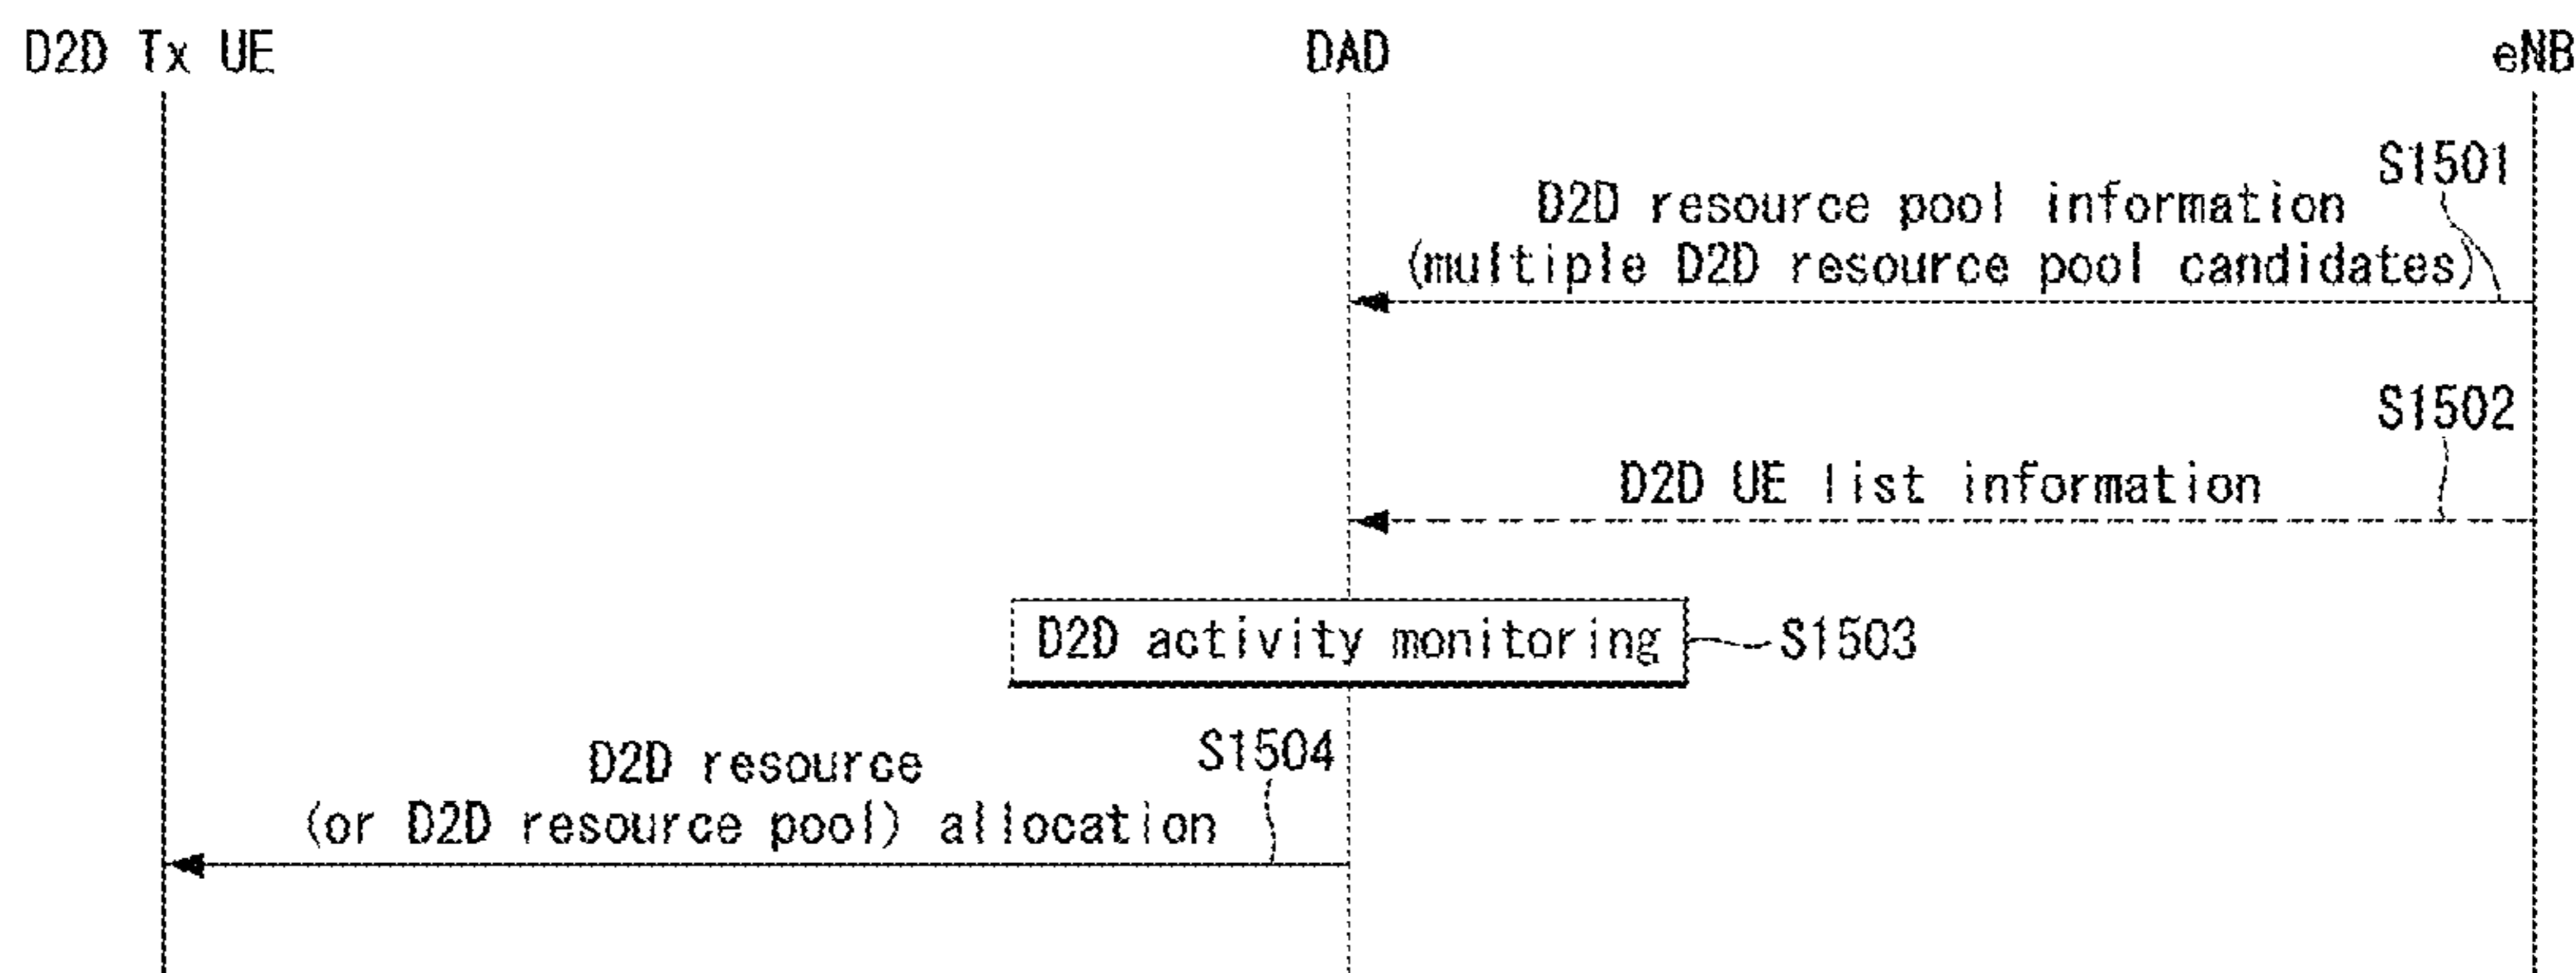 D2D Tx UE
DAD
eNB
S1501
D2D resource pool information
(multiple D2D resource pool candidates)
S1502
D2D UE list information
D2D activity monitoring
S1503
S1504
D2D resource
(or D2D resource pool) allocation